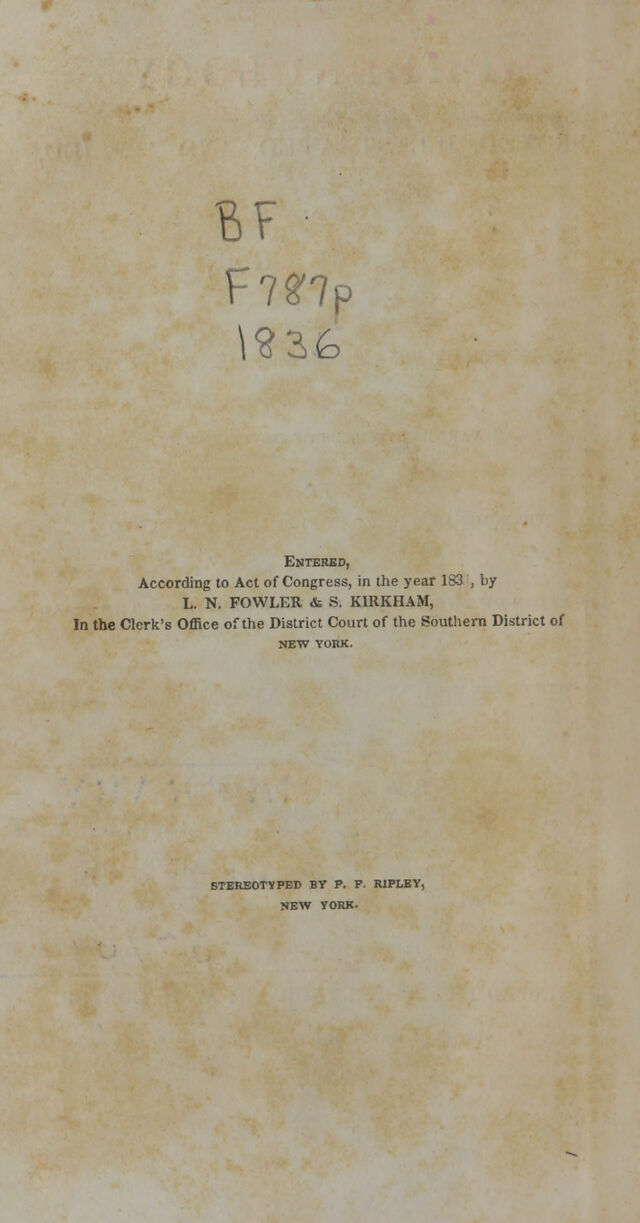 BF
F787p
1836
ENTERED,
According to Act of Congress, in the year 183 , by
L. N. FOWLER & S. KIRKHAM,
In the Clerk's Office of the District Court of the Southern District of
NEW YORK.
STEREOTYPED BY P. F. RIPLEY,
NEW YORK.